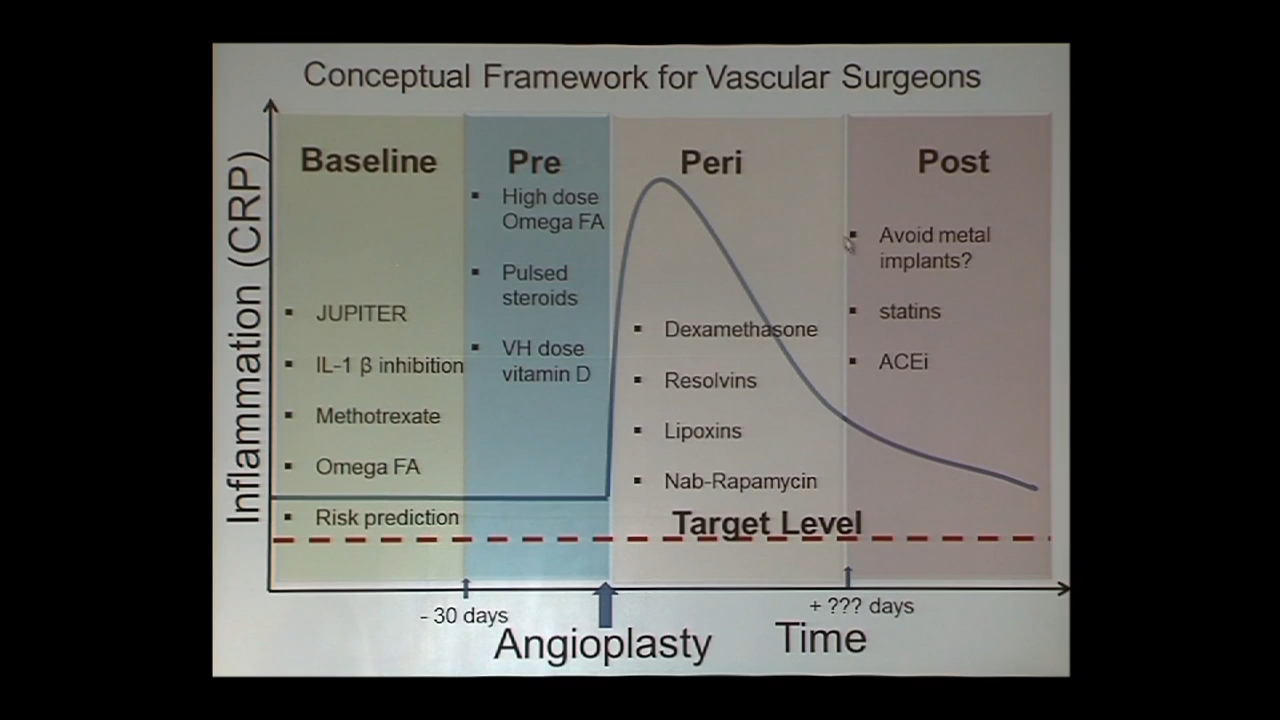 Conceptual Framework for Vascular Surgeons
Inflammation (CRP)
Baseline
▪ JUPITER
▪ IL-1 β inhibition
▪ Methotrexate
▪ Omega FA
▪ Risk prediction
Pre
▪ High dose
Omega FA
▪ Pulsed
steroids
▪ VH dose
vitamin D
Peri
▪ Dexamethasone
▪ Resolvins
▪ Lipoxins
▪ Nab-Rapamycin
Target Level
Post
▪ Avoid metal
implants?
▪ statins
▪ ACEi
- 30 days
+ ??? days
Angioplasty
Time